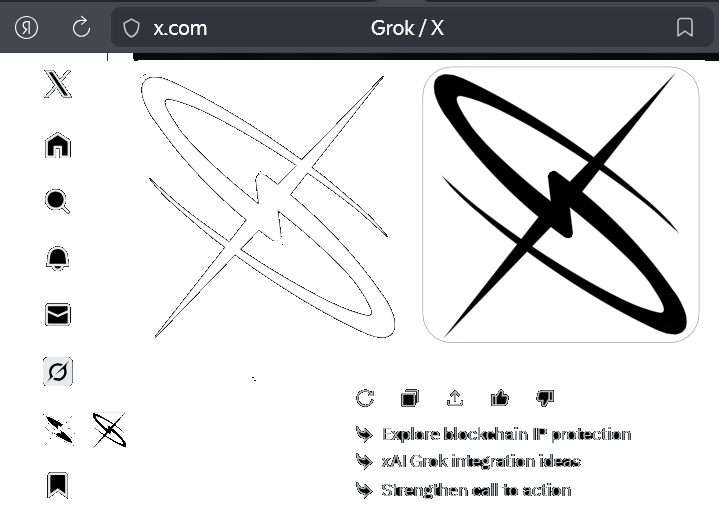 x.com Grok / X
Explore blockchain IP protection
xAI Grok integration ideas
Strengthen call to action